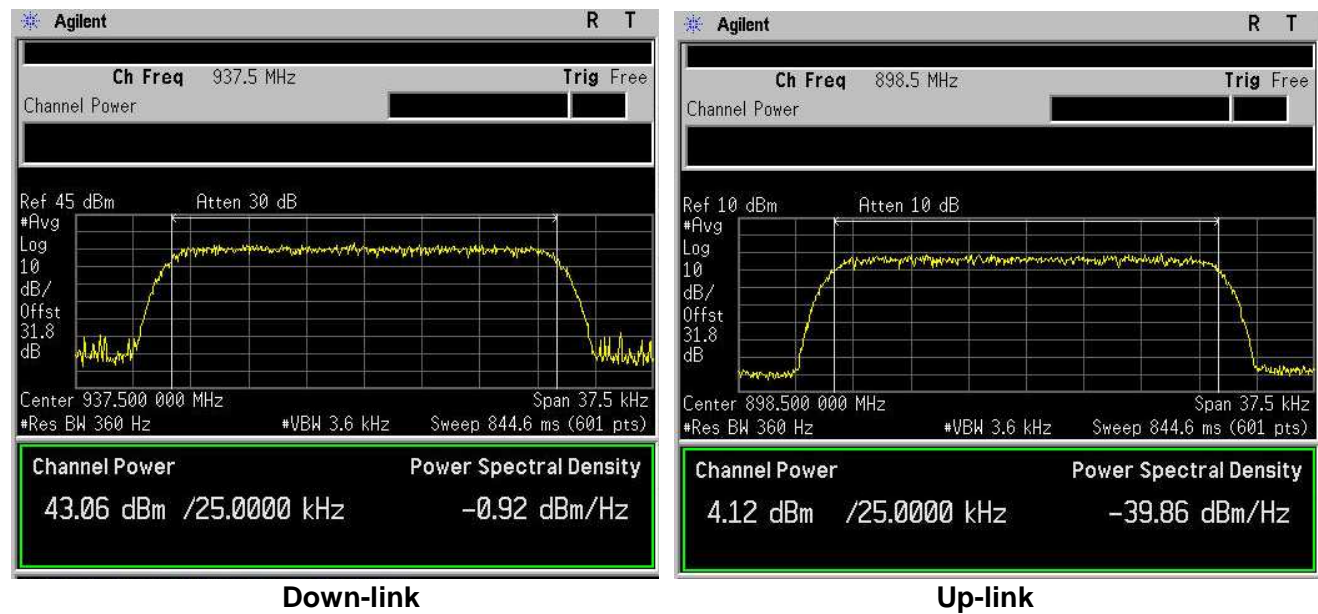 Agilent R T
Ch Freq 937.5 MHz Trig Free
Channel Power
Ref 45 dBm Atten 30 dB
#Avg
Log
10
dB/
Offst
31.8
dB
Center 937.500 000 MHz Span 37.5 kHz
#Res BW 360 Hz #VBW 3.6 kHz Sweep 844.6 ms (601 pts)
Channel Power Power Spectral Density
43.06 dBm /25.0000 kHz -0.92 dBm/Hz
Down-link
Agilent R T
Ch Freq 898.5 MHz Trig Free
Channel Power
Ref 10 dBm Atten 10 dB
#Avg
Log
10
dB/
Offst
31.8
dB
Center 898.500 000 MHz Span 37.5 kHz
#Res BW 360 Hz #VBW 3.6 kHz Sweep 844.6 ms (601 pts)
Channel Power Power Spectral Density
4.12 dBm /25.0000 kHz -39.86 dBm/Hz
Up-link